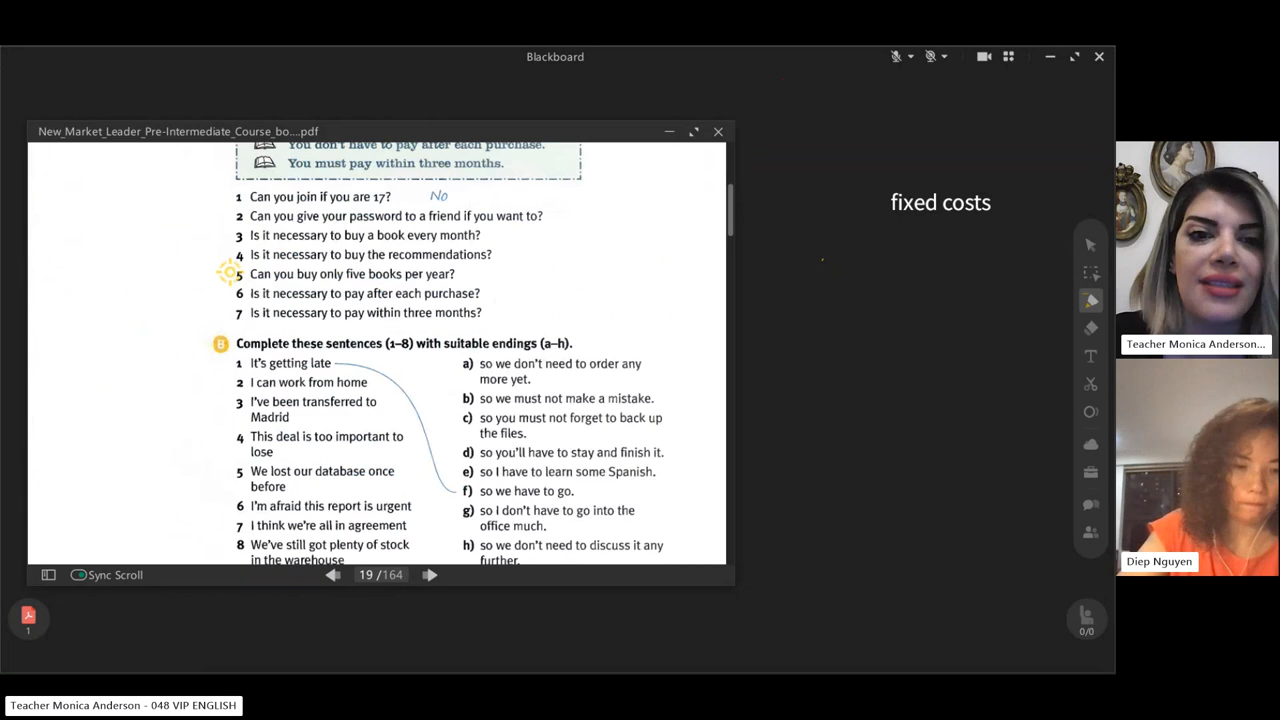 Blackboard
New_Market_Leader_Pre-Intermediate_Course_bo....pdf
You don't have to pay after each purchase.
You must pay within three months.
1 Can you join if you are 17? No
2 Can you give your password to a friend if you want to?
3 Is it necessary to buy a book every month?
4 Is it necessary to buy the recommendations?
5 Can you buy only five books per year?
6 Is it necessary to pay after each purchase?
7 Is it necessary to pay within three months?
B Complete these sentences (1–8) with suitable endings (a–h).
1 It's getting late
2 I can work from home
3 I've been transferred to
Madrid
4 This deal is too important to
lose
5 We lost our database once
before
6 I'm afraid this report is urgent
7 I think we're all in agreement
8 We've still got plenty of stock
in the warehouse
a) so we don't need to order any
more yet.
b) so we must not make a mistake.
c) so you must not forget to back up
the files.
d) so you'll have to stay and finish it.
e) so I have to learn some Spanish.
f) so we have to go.
g) so I don't have to go into the
office much.
h) so we don't need to discuss it any
further.
Sync Scroll
19 /164
1
fixed costs
0/0
Teacher Monica Anderson...
Diep Nguyen
Teacher Monica Anderson - 048 VIP ENGLISH